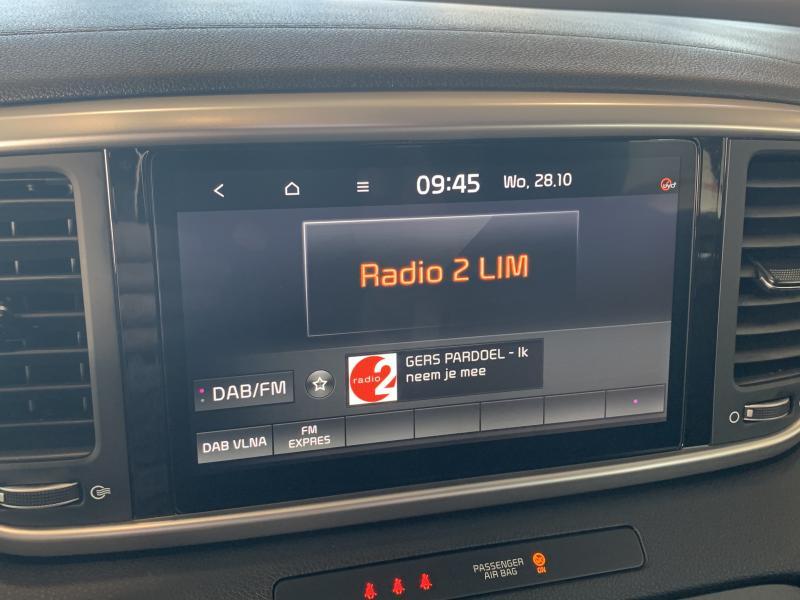 09:45 Wo, 28.10
Radio 2 LIM
DAB/FM
radio 2
GERS PARDOEL - Ik
neem je mee
DAB VLNA
FM
EXPRES
PASSENGER
AIR BAG
ON